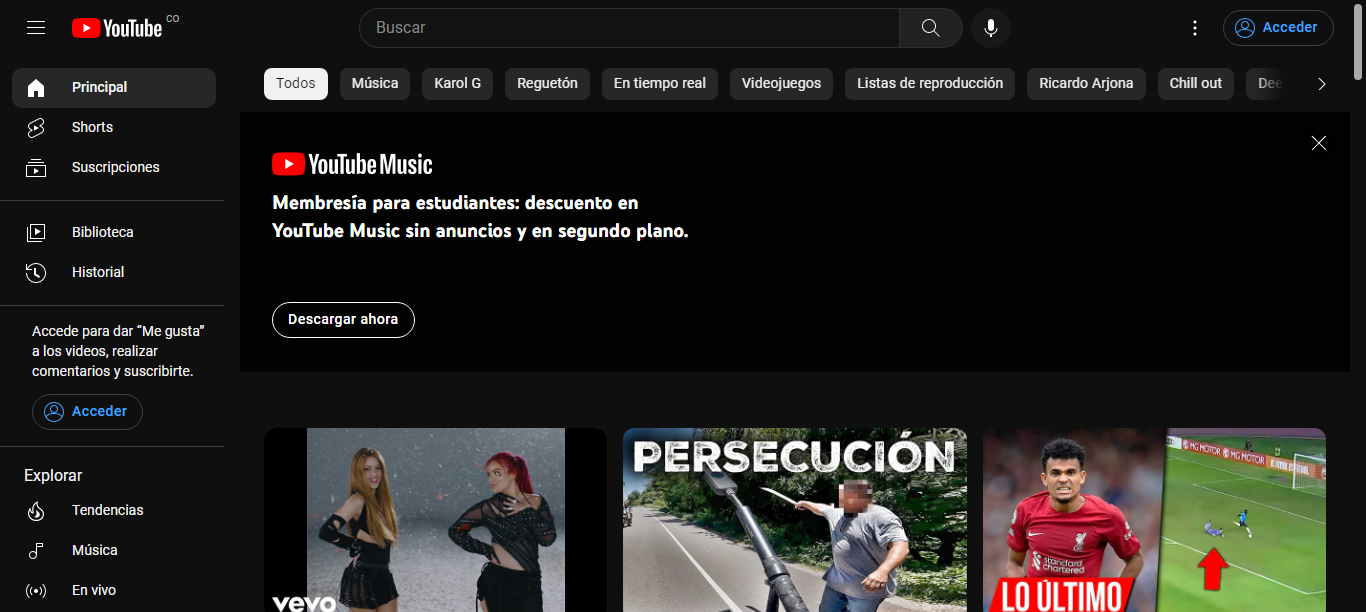 YouTube CO
Buscar
Acceder
Principal
Shorts
Suscripciones
Biblioteca
Historial
Accede para dar “Me gusta”
a los videos, realizar
comentarios y suscribirte.
Acceder
Explorar
Tendencias
Música
En vivo
Todos
Música
Karol G
Reguetón
En tiempo real
Videojuegos
Listas de reproducción
Ricardo Arjona
Chill out
Dee
YouTube Music
Membresía para estudiantes: descuento en
YouTube Music sin anuncios y en segundo plano.
Descargar ahora
vevo
PERSECUCIÓN
Standard
Chartered
LO ÚLTIMO
MG MOTOR MG MOTOR